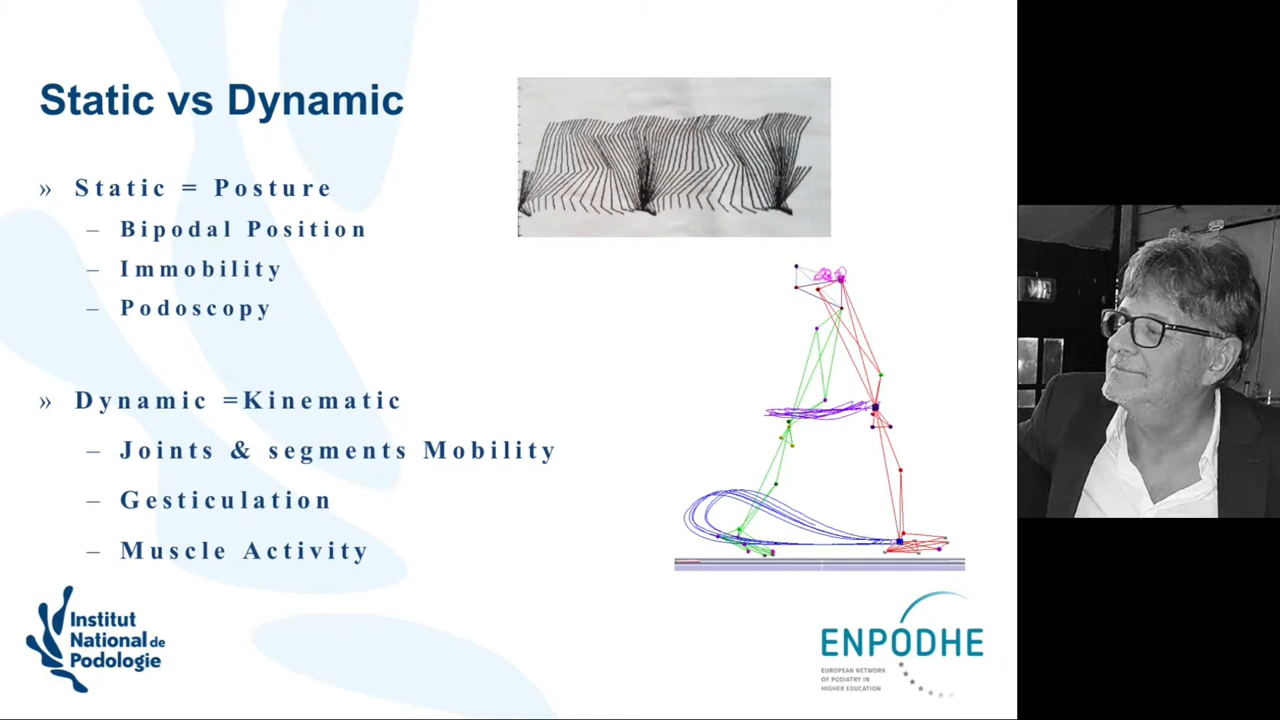 Static vs Dynamic
» Static = Posture
– Bipodal Position
– Immobility
– Podoscopy
» Dynamic =Kinematic
– Joints & segments Mobility
– Gesticulation
– Muscle Activity
Institut
National de
Podologie
ENPODHE
EUROPEAN NETWORK
OF PODIATRY IN
HIGHER EDUCATION